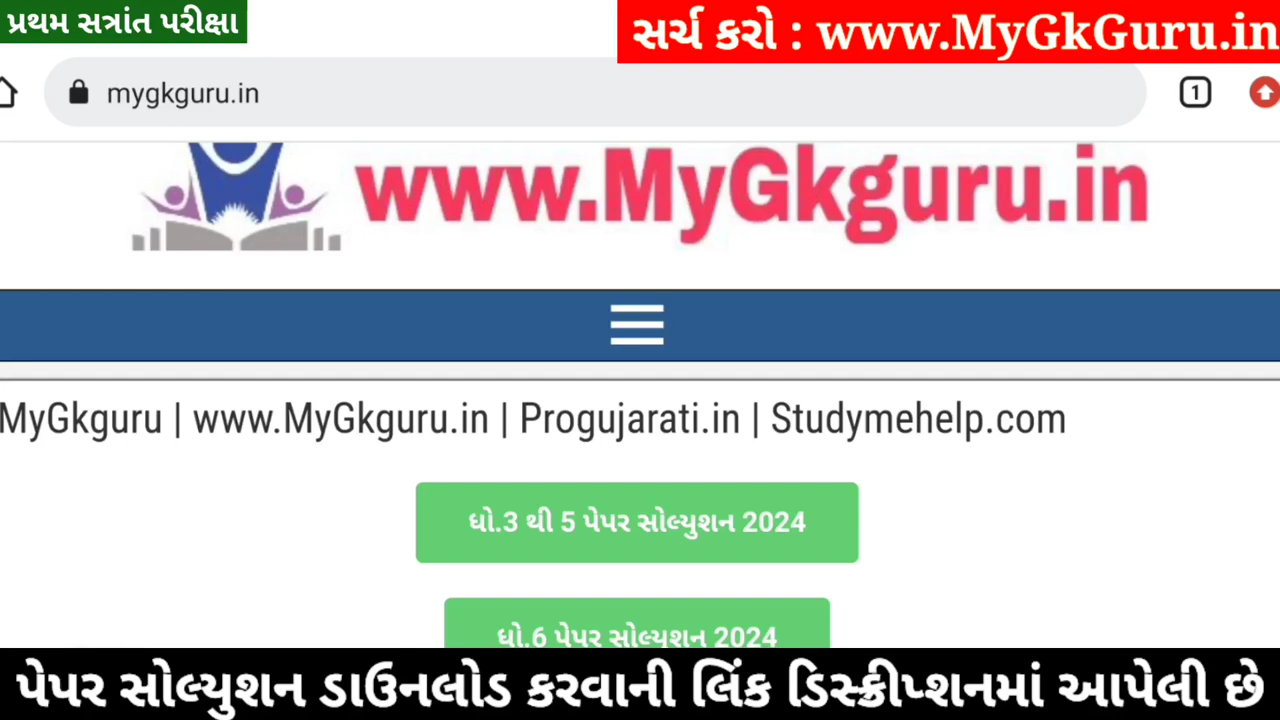 પ્રથમ સત્રાંત પરીક્ષા
સર્ચ કરો : www.MyGkGuru.in
mygkguru.in
1
www.MyGkguru.in
MyGkguru | www.MyGkguru.in | Progujarati.in | Studymehelp.com
ધો.3 થી 5 પેપર સોલ્યુશન 2024
ધો.6 પેપર સોલ્યુશન 2024
પેપર સોલ્યુશન ડાઉનલોડ કરવાની લિંક ડિસ્ક્રીપ્શનમાં આપેલી છે